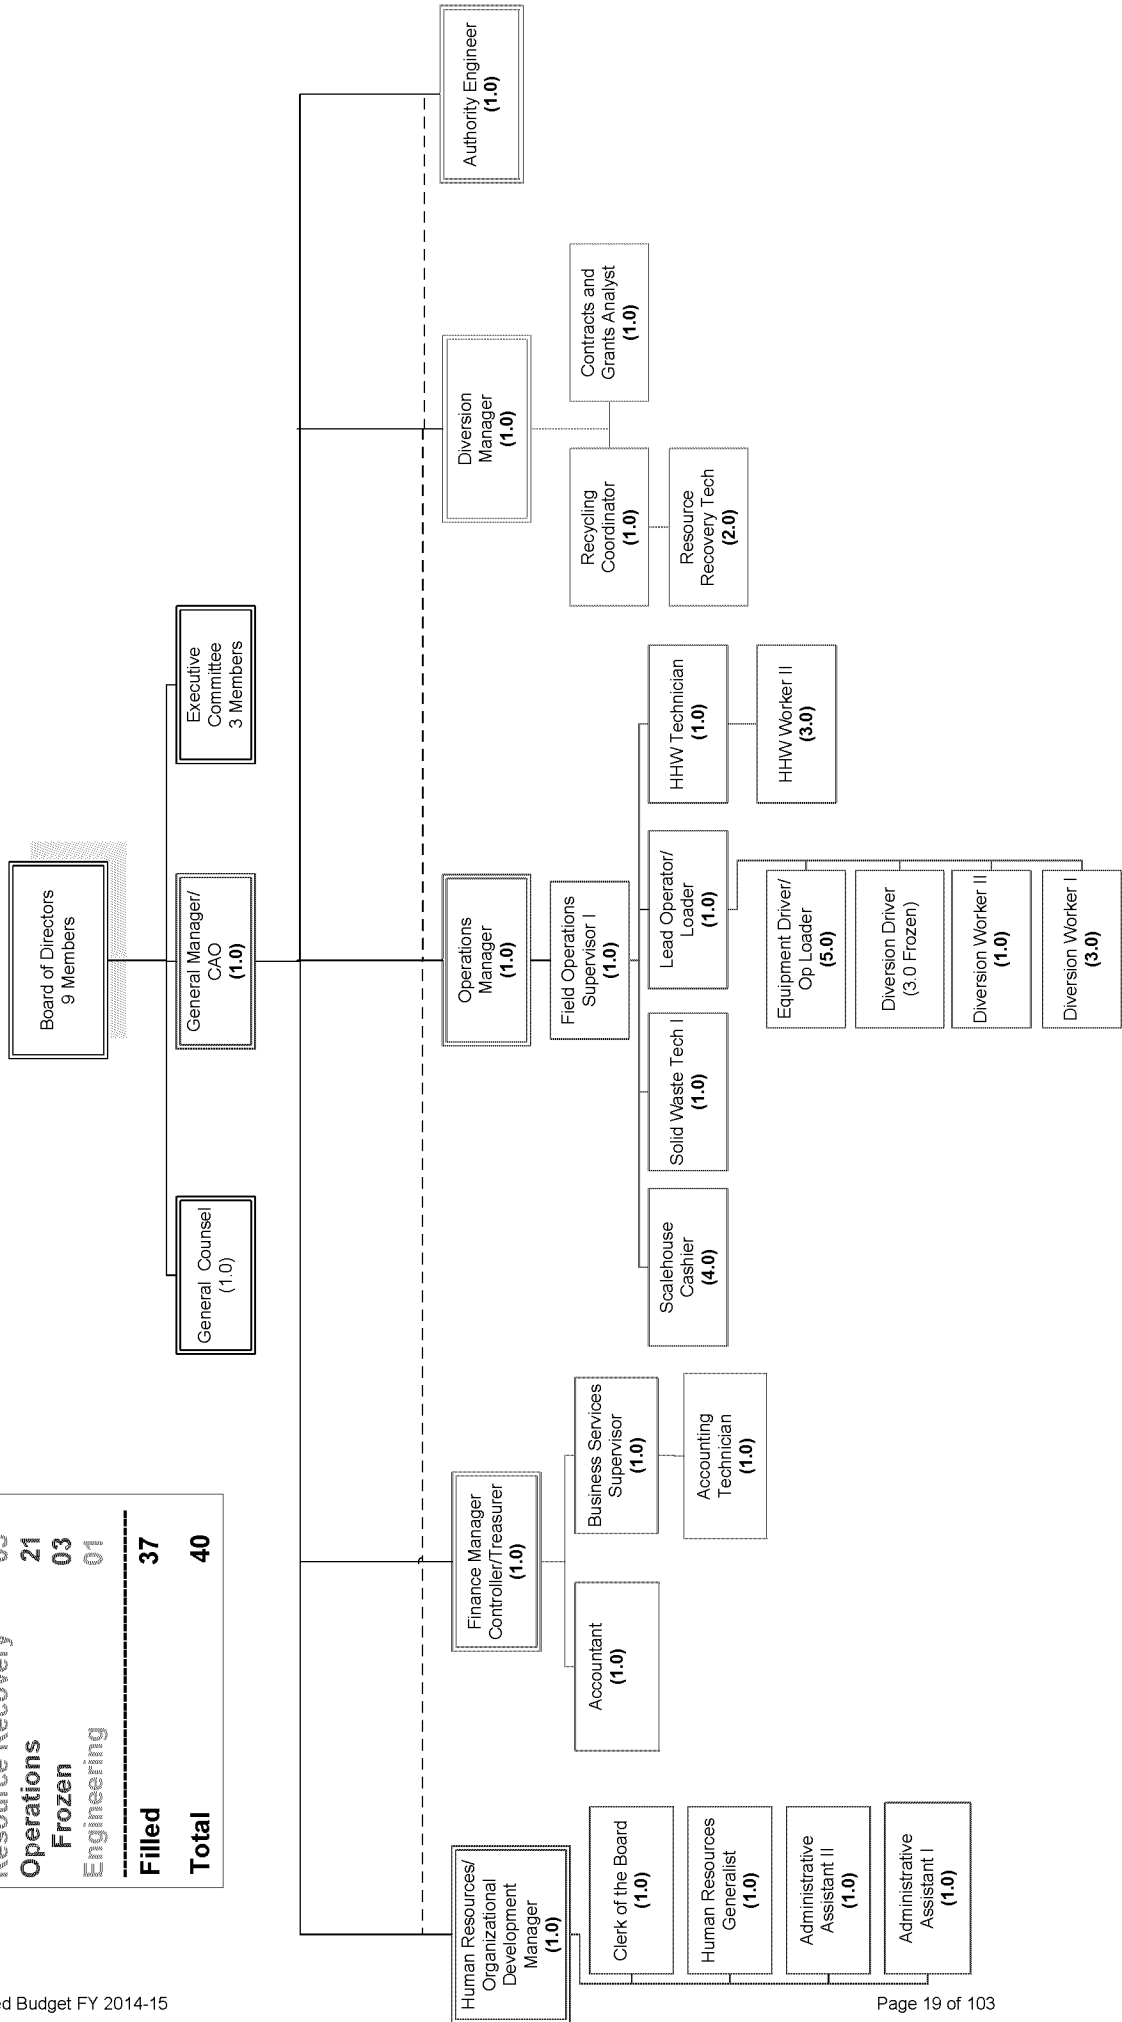 Board of Directors
9 Members
General Counsel
(1.0)
General Manager/
CAO
(1.0)
Executive
Committee
3 Members
Resource Recovery
Operations 21
Frozen 03
Engineering 01
Filled 37
Total 40
Human Resources/
Organizational
Development
Manager
(1.0)
Clerk of the Board
(1.0)
Human Resources
Generalist
(1.0)
Administrative
Assistant II
(1.0)
Administrative
Assistant I
(1.0)
Finance Manager
Controller/Treasurer
(1.0)
Accountant
(1.0)
Business Services
Supervisor
(1.0)
Accounting
Technician
(1.0)
Operations
Manager
(1.0)
Field Operations
Supervisor I
(1.0)
Scalehouse
Cashier
(4.0)
Solid Waste Tech I
(1.0)
Lead Operator/
Loader
(1.0)
HHW Technician
(1.0)
HHW Worker II
(3.0)
Equipment Driver/
Op Loader
(5.0)
Diversion Driver
(3.0 Frozen)
Diversion Worker II
(1.0)
Diversion Worker I
(3.0)
Diversion
Manager
(1.0)
Recycling
Coordinator
(1.0)
Contracts and
Grants Analyst
(1.0)
Resource
Recovery Tech
(2.0)
Authority Engineer
(1.0)
ed Budget FY 2014-15
Page 19 of 103